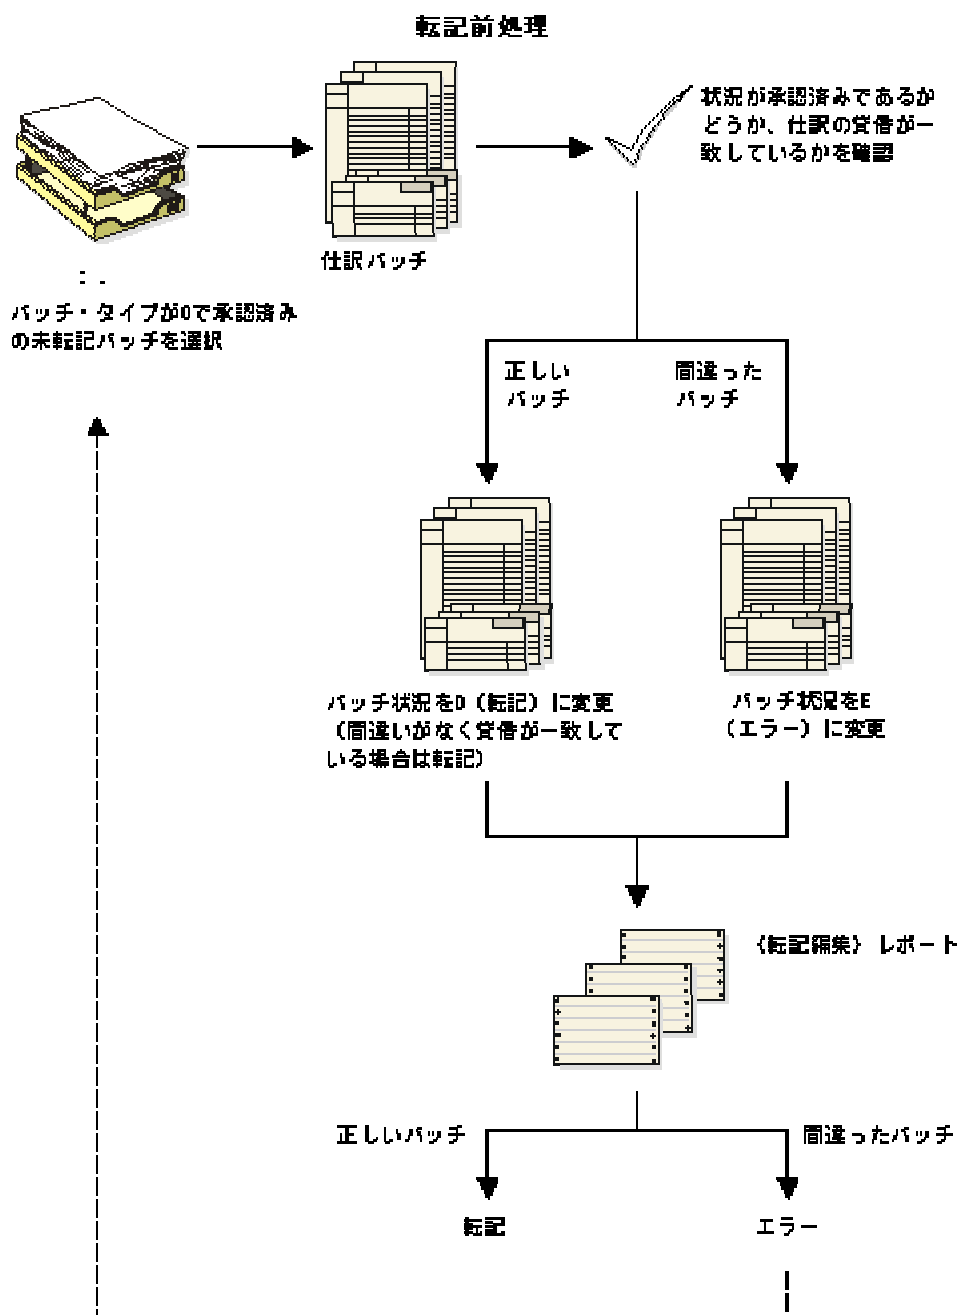 転記前処理
状況が承認済みであるか
どうか、仕訳の貸借が一
致しているかを確認
仕訳バッチ
バッチ・タイプが0で承認済み
の未転記バッチを選択
正しい
バッチ
間違った
バッチ
バッチ状況をD（転記）に変更
（間違いがなく貸借が一致して
いる場合は転記）
バッチ状況をE
（エラー）に変更
〈転記編集〉レポート
正しいバッチ
間違ったバッチ
転記
エラー